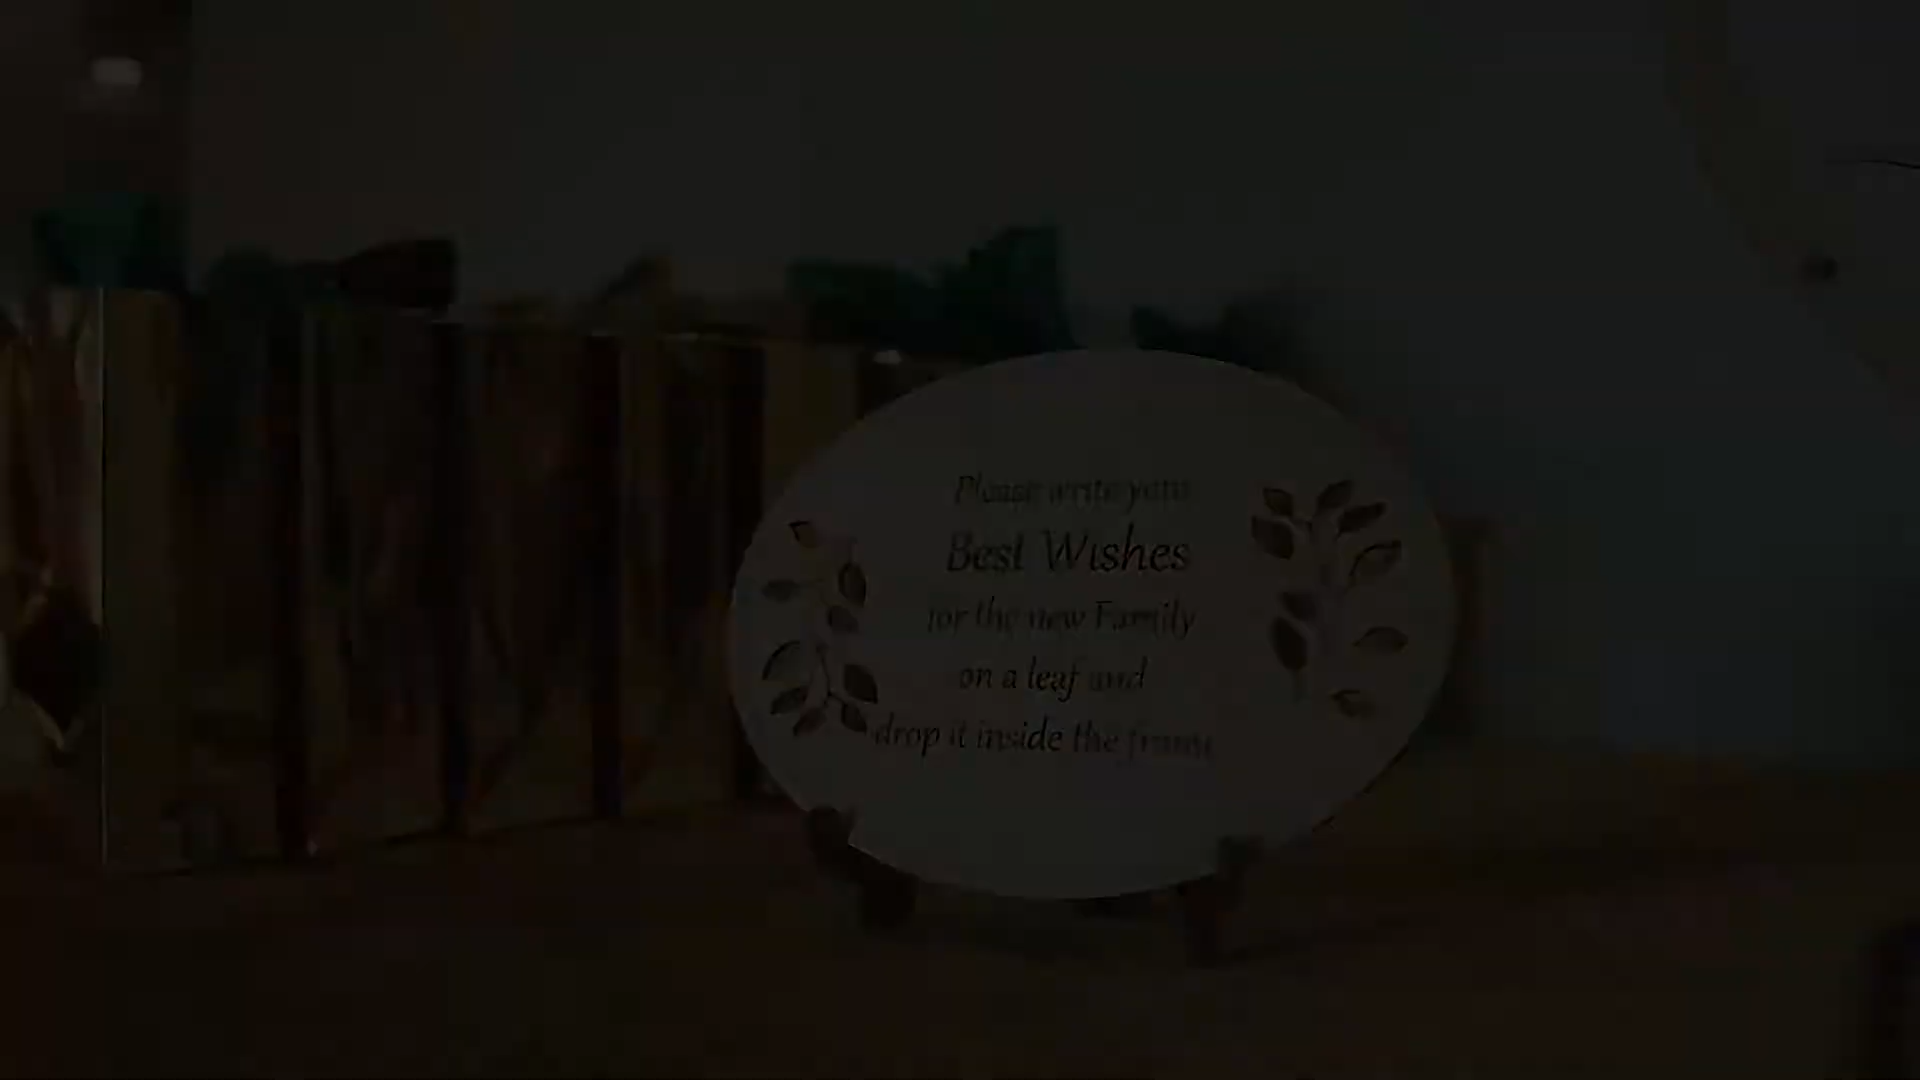 Please write your
Best Wishes
for the new Family
on a leaf and
drop it inside the frame